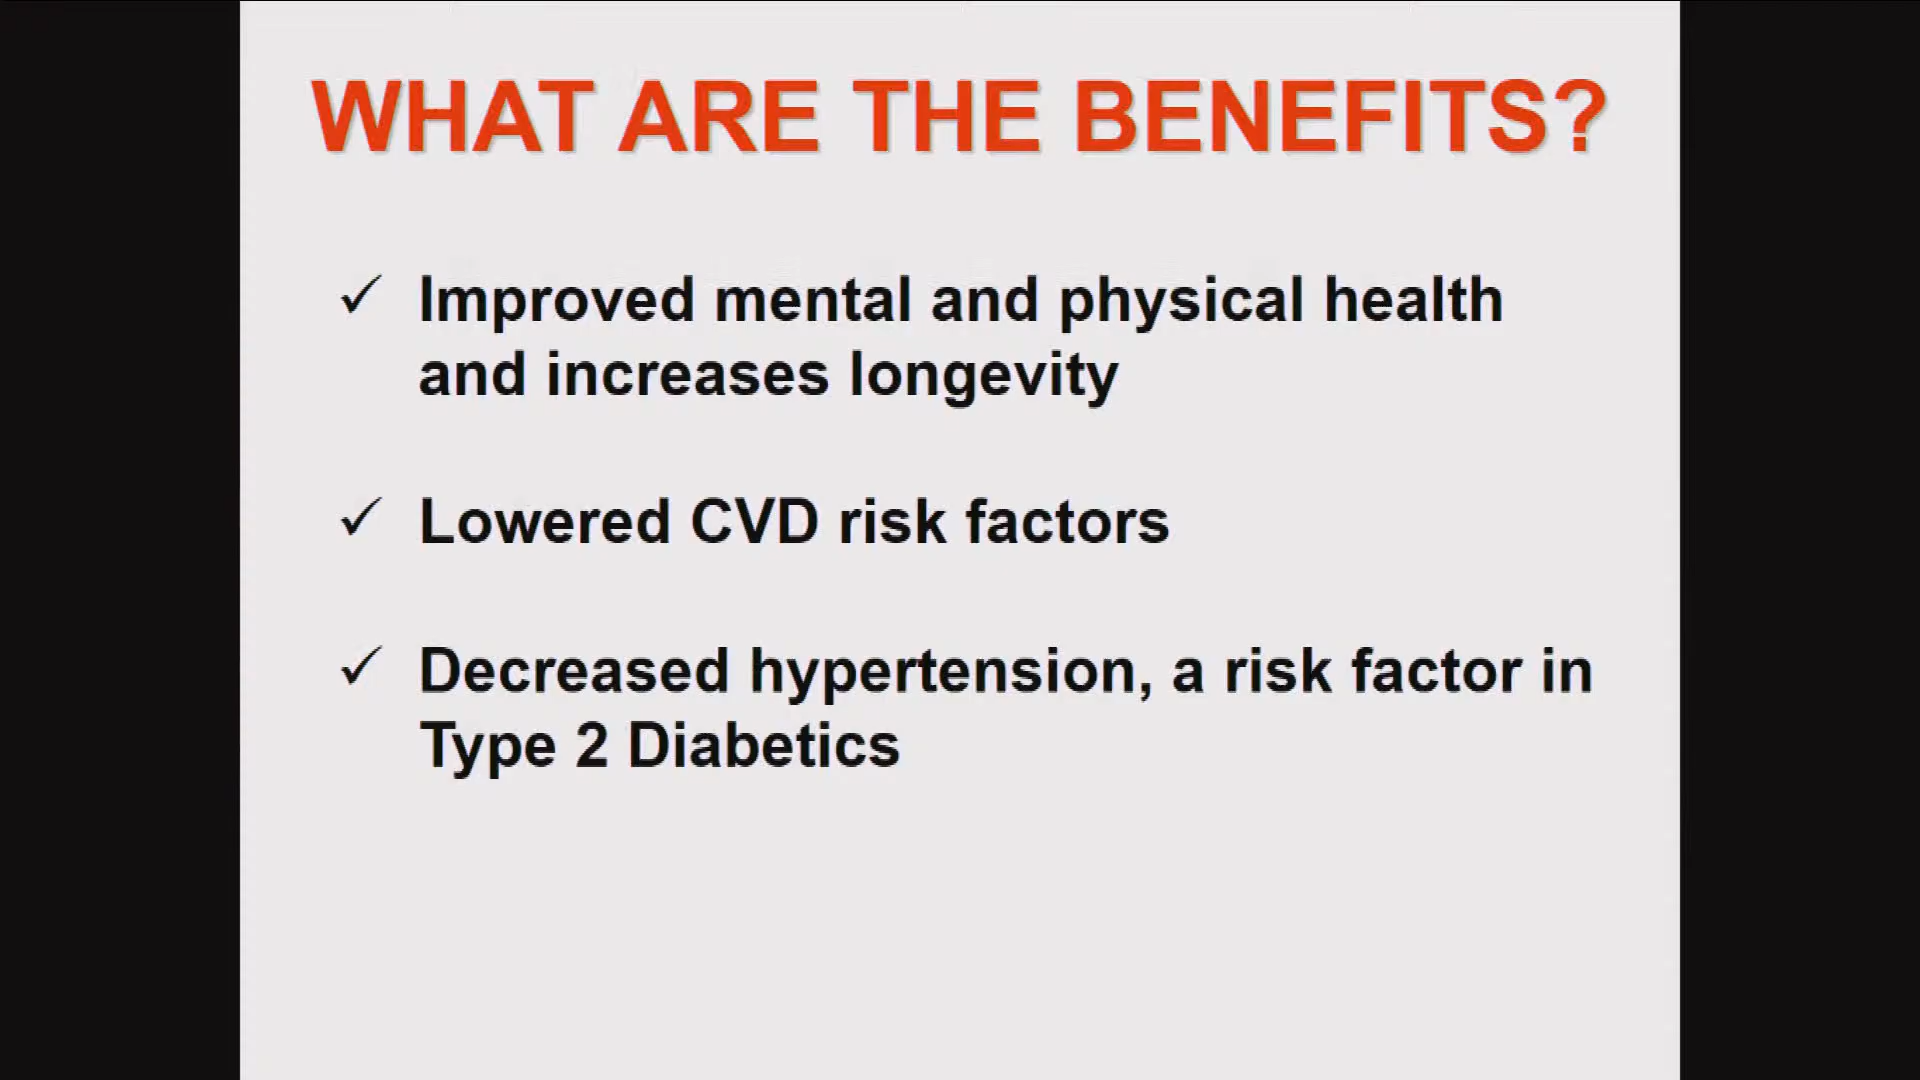 WHAT ARE THE BENEFITS?
✓ Improved mental and physical health
and increases longevity
✓ Lowered CVD risk factors
✓ Decreased hypertension, a risk factor in
Type 2 Diabetics